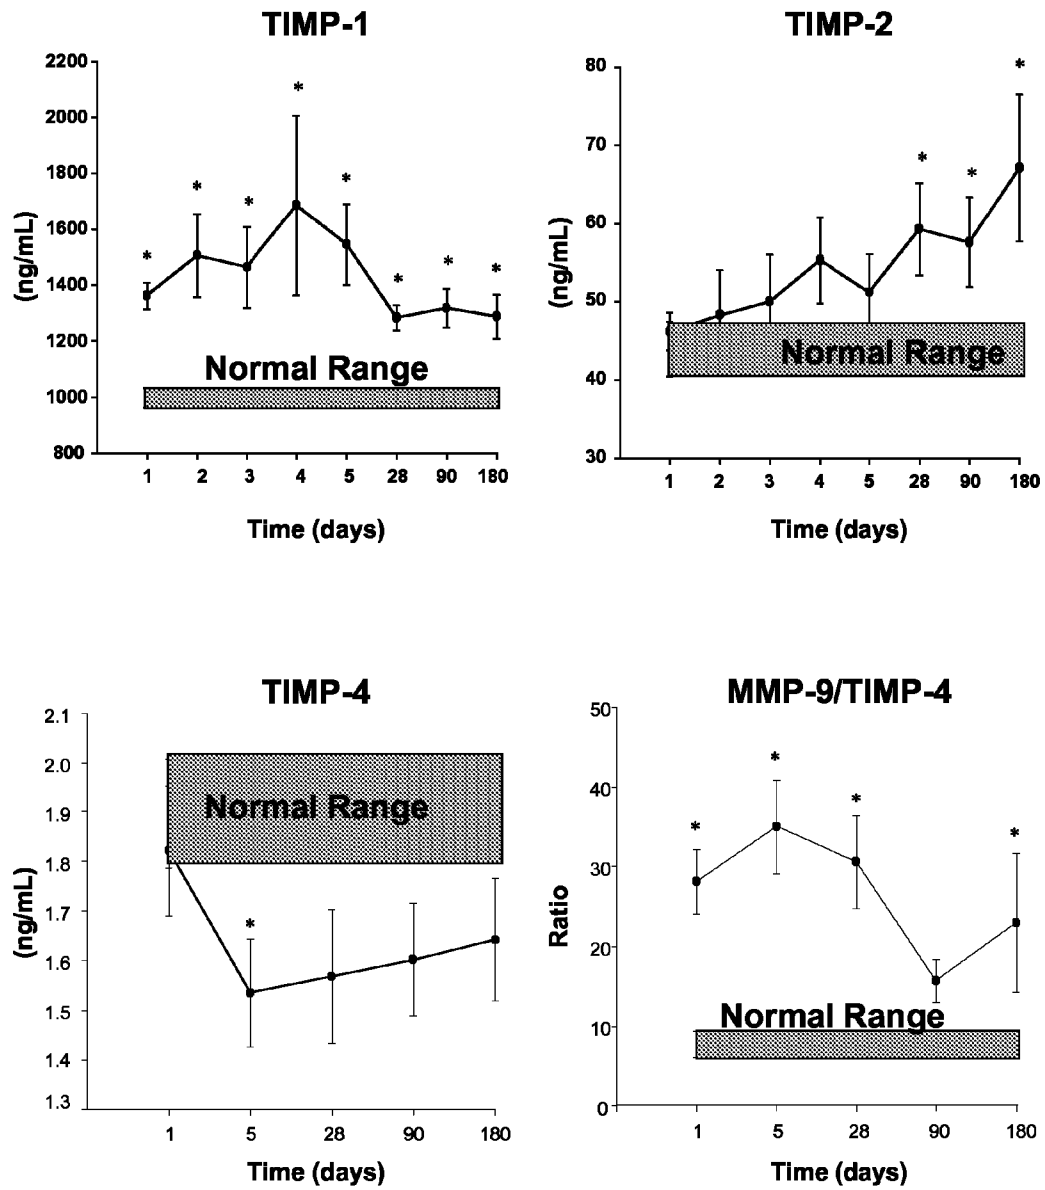 TIMP-1
2200
2000
1800
1600
1400
1200
1000
800
(ng/mL)
* * * * * * * *
Normal Range
1 2 3 4 5 28 90 180
Time (days)
TIMP-2
80
70
60
50
40
30
(ng/mL)
* * *
Normal Range
1 2 3 4 5 28 90 180
Time (days)
TIMP-4
2.1
2.0
1.9
1.8
1.7
1.6
1.5
1.4
1.3
(ng/mL)
Normal Range
*
1 5 28 90 180
Time (days)
MMP-9/TIMP-4
50
40
30
20
10
0
Ratio
* * * *
Normal Range
1 5 28 90 180
Time (days)